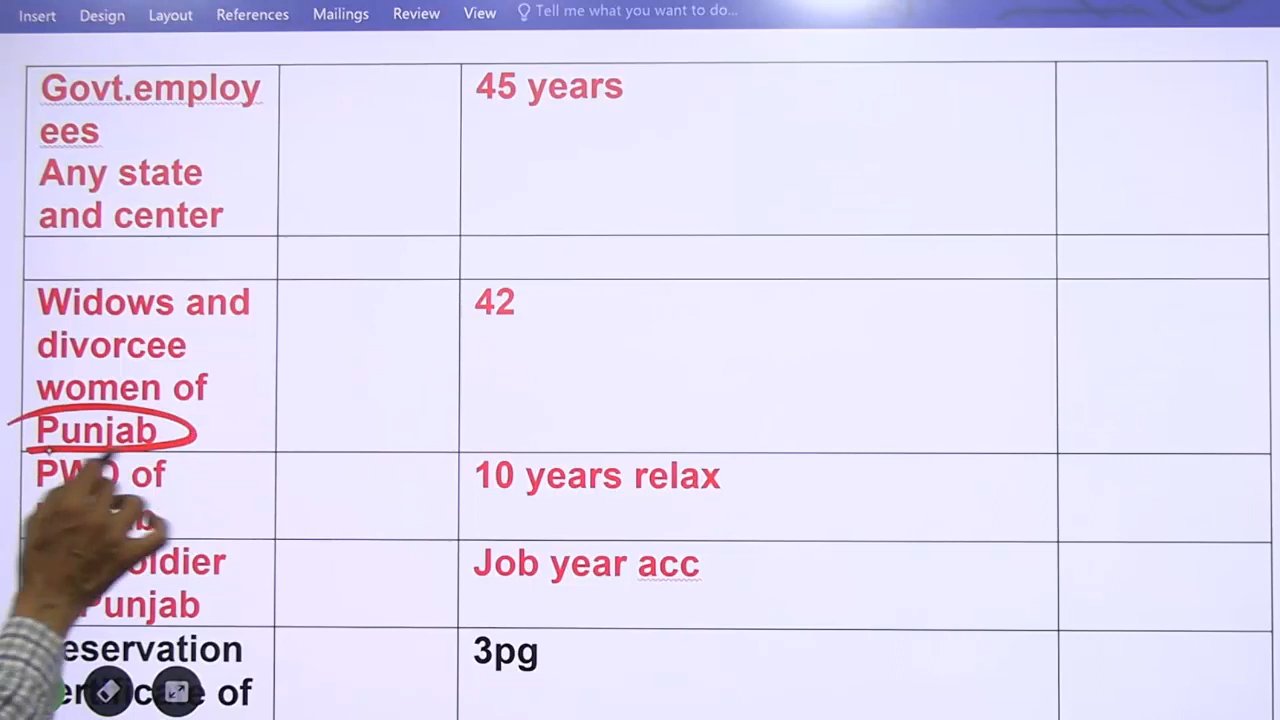 Insert Design Layout References Mailings Review View Tell me what you want to do...
Govt.employ
ees
Any state
and center
45 years
Widows and
divorcee
women of
Punjab
42
PWD of
10 years relax
Punjab
Job year acc
eservation
of
3pg